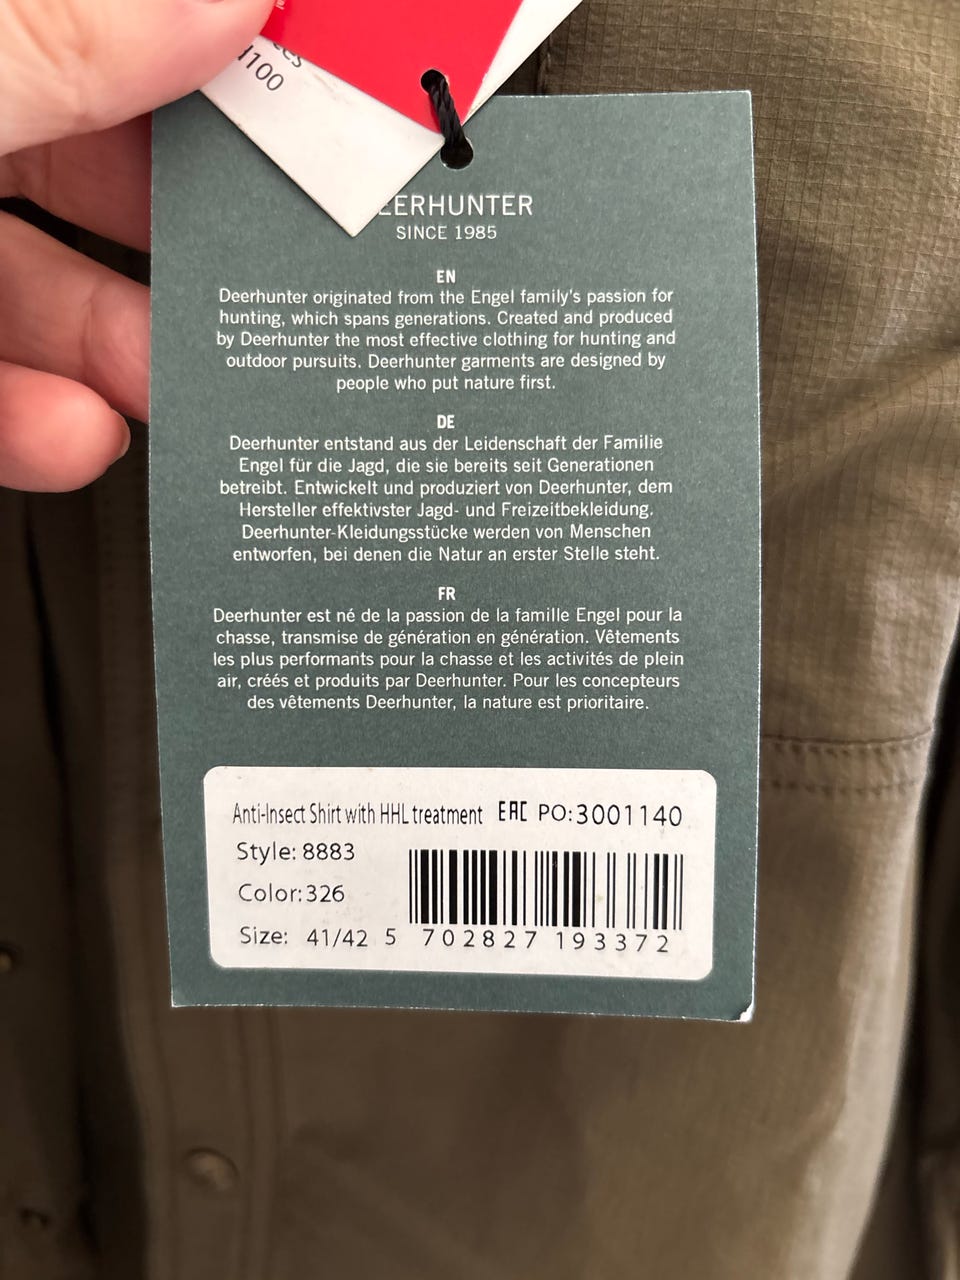 100
EERHUNTER
SINCE 1985
EN
Deerhunter originated from the Engel family's passion for
hunting, which spans generations. Created and produced
by Deerhunter the most effective clothing for hunting and
outdoor pursuits. Deerhunter garments are designed by
people who put nature first.
DE
Deerhunter entstand aus der Leidenschaft der Familie
Engel für die Jagd, die sie bereits seit Generationen
betreibt. Entwickelt und produziert von Deerhunter, dem
Hersteller effektivster Jagd- und Freizeitbekleidung.
Deerhunter-Kleidungsstücke werden von Menschen
entworfen, bei denen die Natur an erster Stelle steht.
FR
Deerhunter est né de la passion de la famille Engel pour la
chasse, transmise de génération en génération. Vêtements
les plus performants pour la chasse et les activités de plein
air, créés et produits par Deerhunter. Pour les concepteurs
des vêtements Deerhunter, la nature est prioritaire.
Anti-Insect Shirt with HHL treatment EAC PO:3001140
Style: 8883
Color: 326
Size: 41/42 5 702827 193372